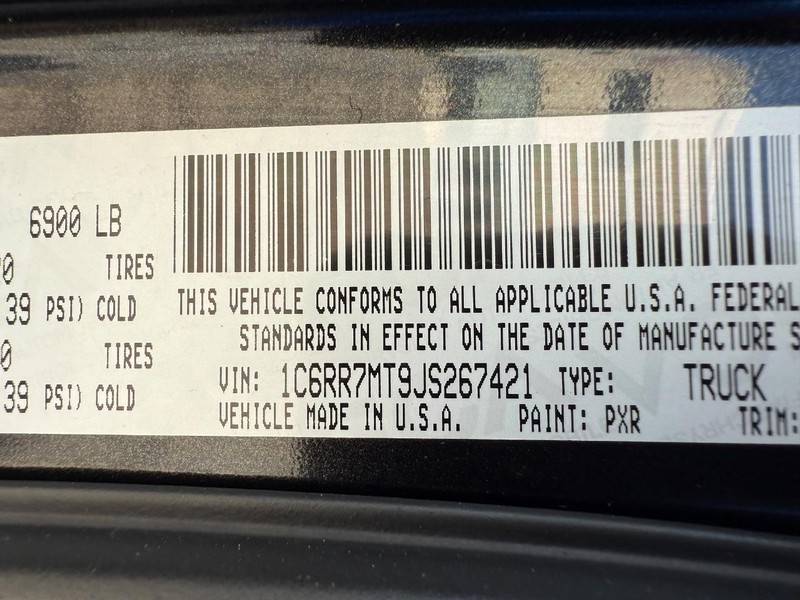 6900 LB
0 TIRES
39 PSI) COLD
0 TIRES
39 PSI) COLD
THIS VEHICLE CONFORMS TO ALL APPLICABLE U.S.A. FEDERAL
STANDARDS IN EFFECT ON THE DATE OF MANUFACTURE S
VIN: 1C6RR7MT9JS267421 TYPE: TRUCK
VEHICLE MADE IN U.S.A. PAINT: PXR TRIM: